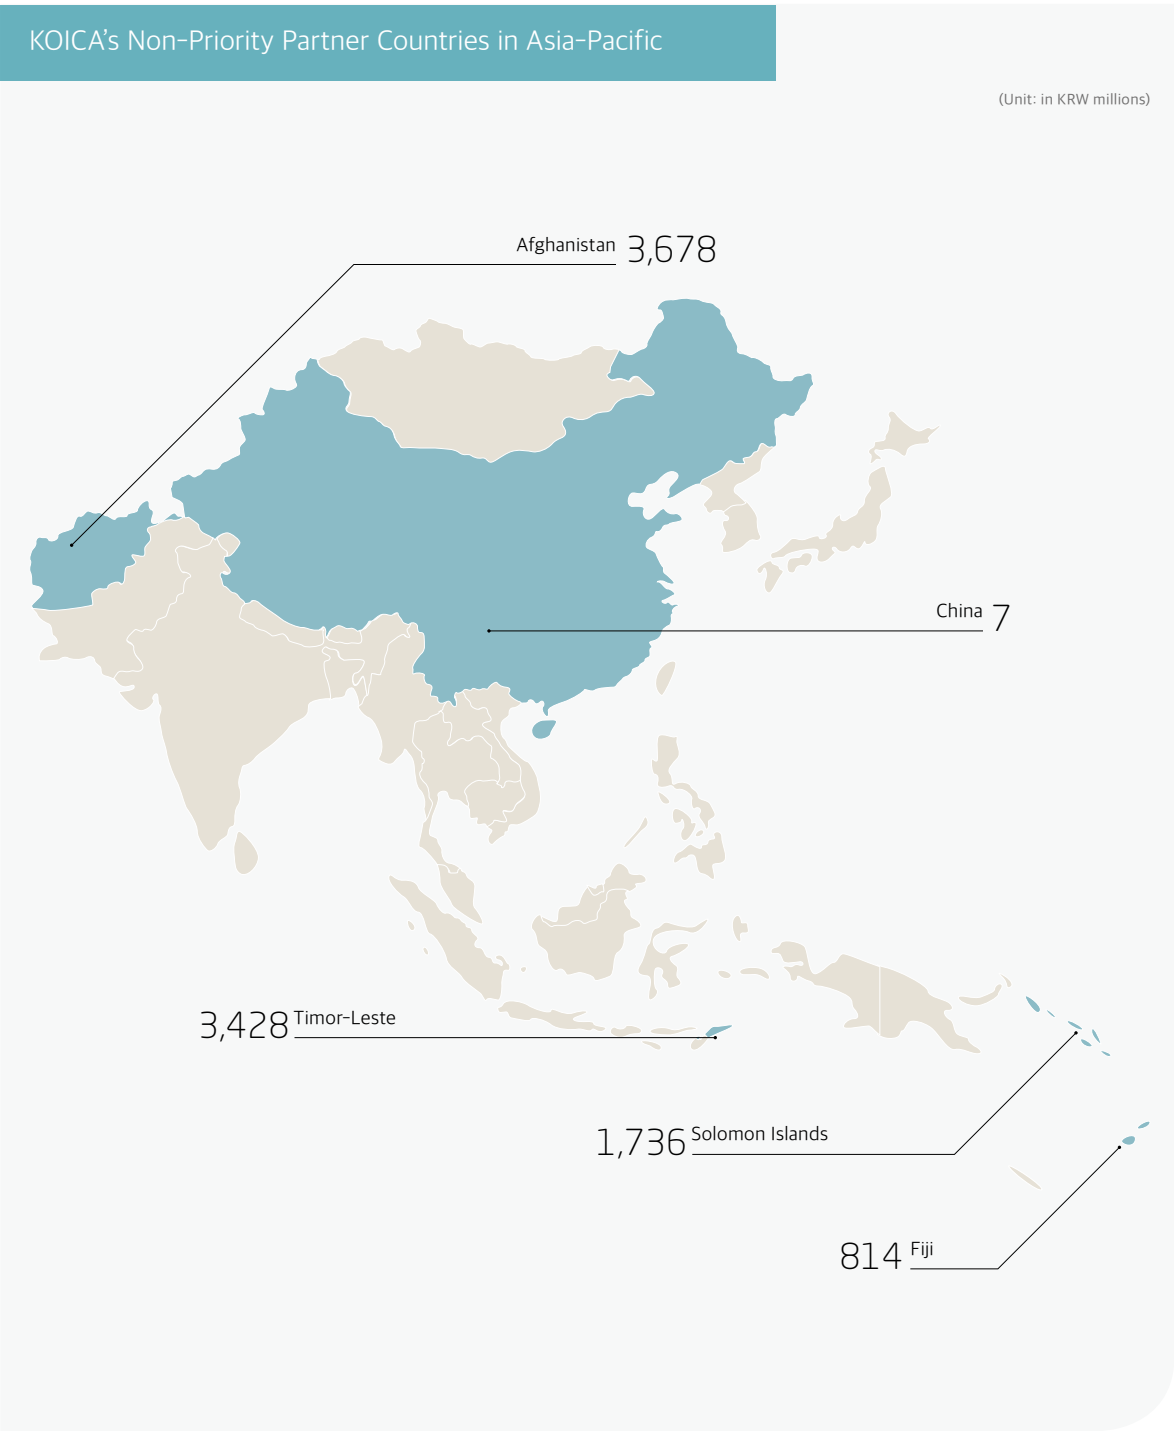 KOICA’s Non-Priority Partner Countries in Asia-Pacific
(Unit: in KRW millions)
Afghanistan 3,678
China 7
3,428 Timor-Leste
1,736 Solomon Islands
814 Fiji